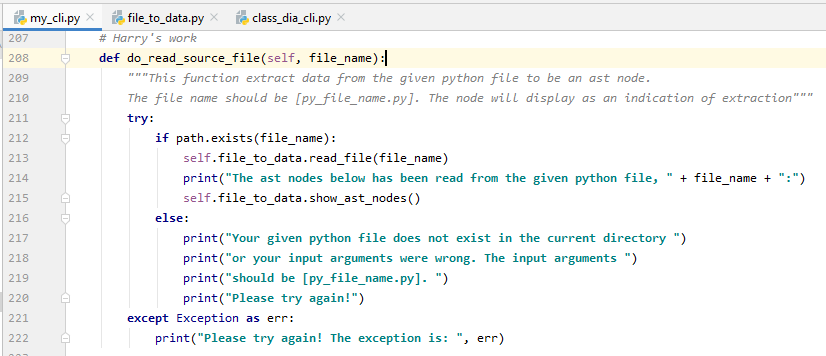 my_cli.py file_to_data.py class_dia_cli.py
207 # Harry's work
208 def do_read_source_file(self, file_name):
209 """This function extract data from the given python file to be an ast node.
210 The file name should be [py_file_name.py]. The node will display as an indication of extraction"""
211 try:
212 if path.exists(file_name):
213 self.file_to_data.read_file(file_name)
214 print("The ast nodes below has been read from the given python file, " + file_name + ":")
215 self.file_to_data.show_ast_nodes()
216 else:
217 print("Your given python file does not exist in the current directory ")
218 print("or your input arguments were wrong. The input arguments ")
219 print("should be [py_file_name.py]. ")
220 print("Please try again!")
221 except Exception as err:
222 print("Please try again! The exception is: ", err)